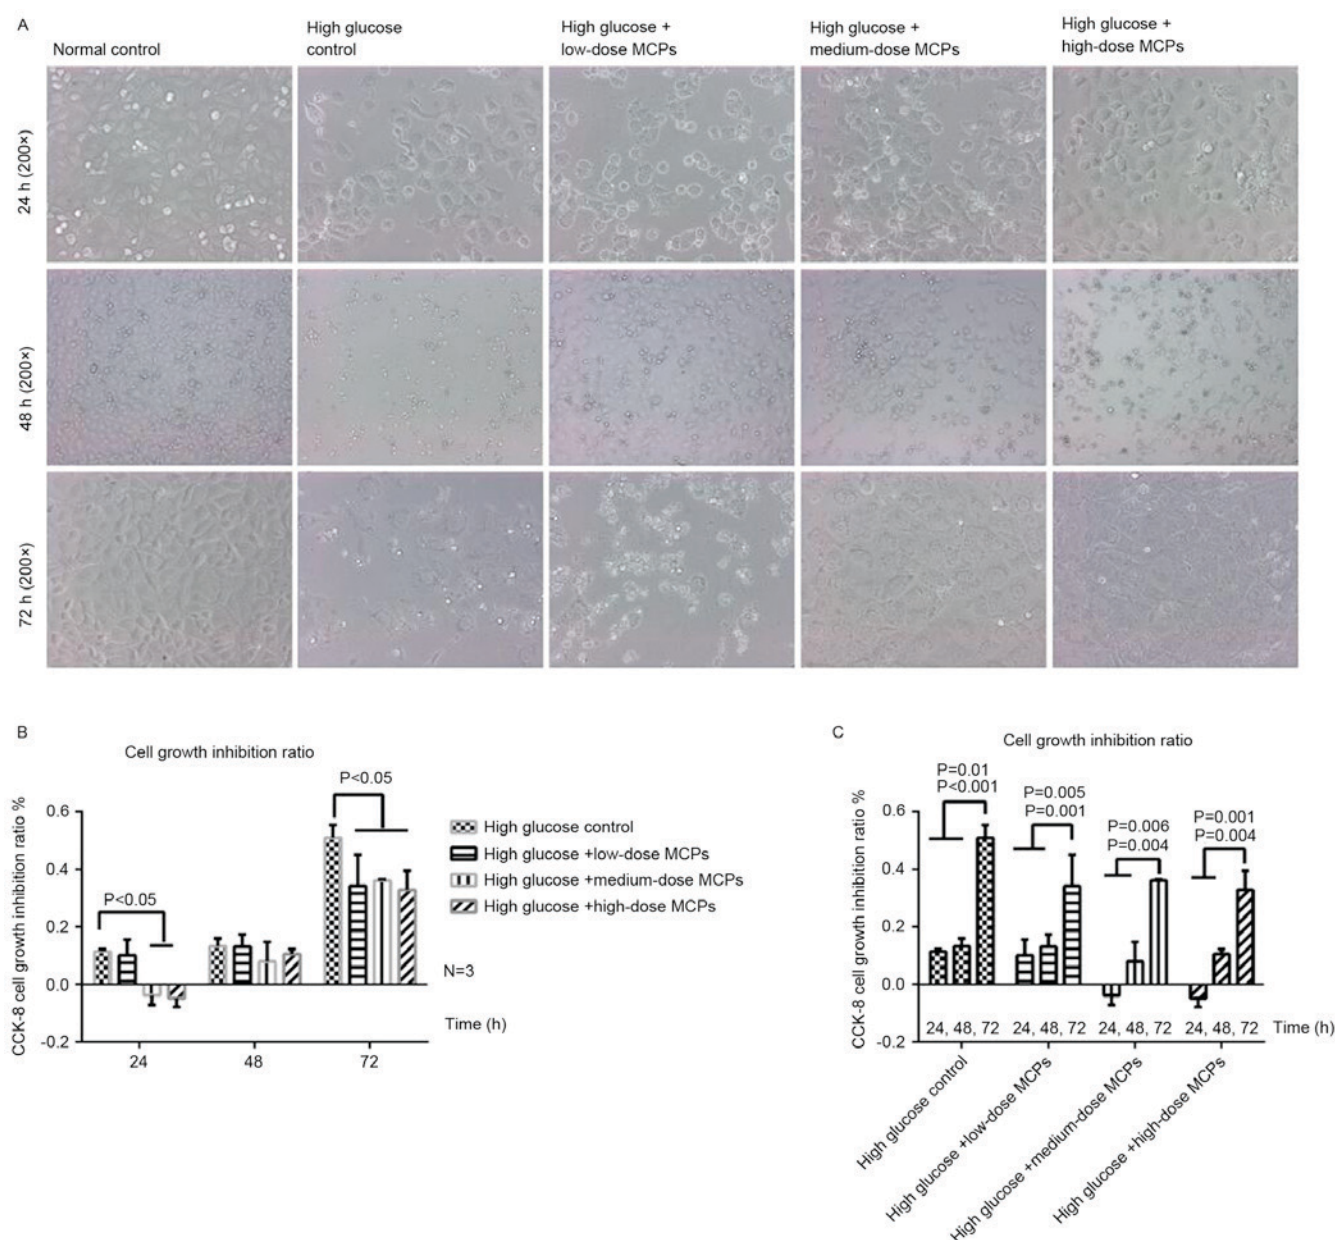 A
Normal control
High glucose
control
High glucose +
low-dose MCPs
High glucose +
medium-dose MCPs
High glucose +
high-dose MCPs
24 h (200×)
48 h (200×)
72 h (200×)
B
Cell growth inhibition ratio
CCK-8 cell growth inhibition ratio %
0.6
0.4
0.2
0.0
-0.2
P<0.05
P<0.05
24
48
72
High glucose control
High glucose +low-dose MCPs
High glucose +medium-dose MCPs
High glucose +high-dose MCPs
N=3
Time (h)
C
Cell growth inhibition ratio
CCK-8 cell growth inhibition ratio %
0.6
0.4
0.2
0.0
-0.2
P=0.01
P<0.001
P=0.005
P=0.001
P=0.006
P=0.004
P=0.001
P=0.004
24, 48, 72
24, 48, 72
24, 48, 72
24, 48, 72
Time (h)
High glucose control
High glucose +low-dose MCPs
High glucose +medium-dose MCPs
High glucose +high-dose MCPs